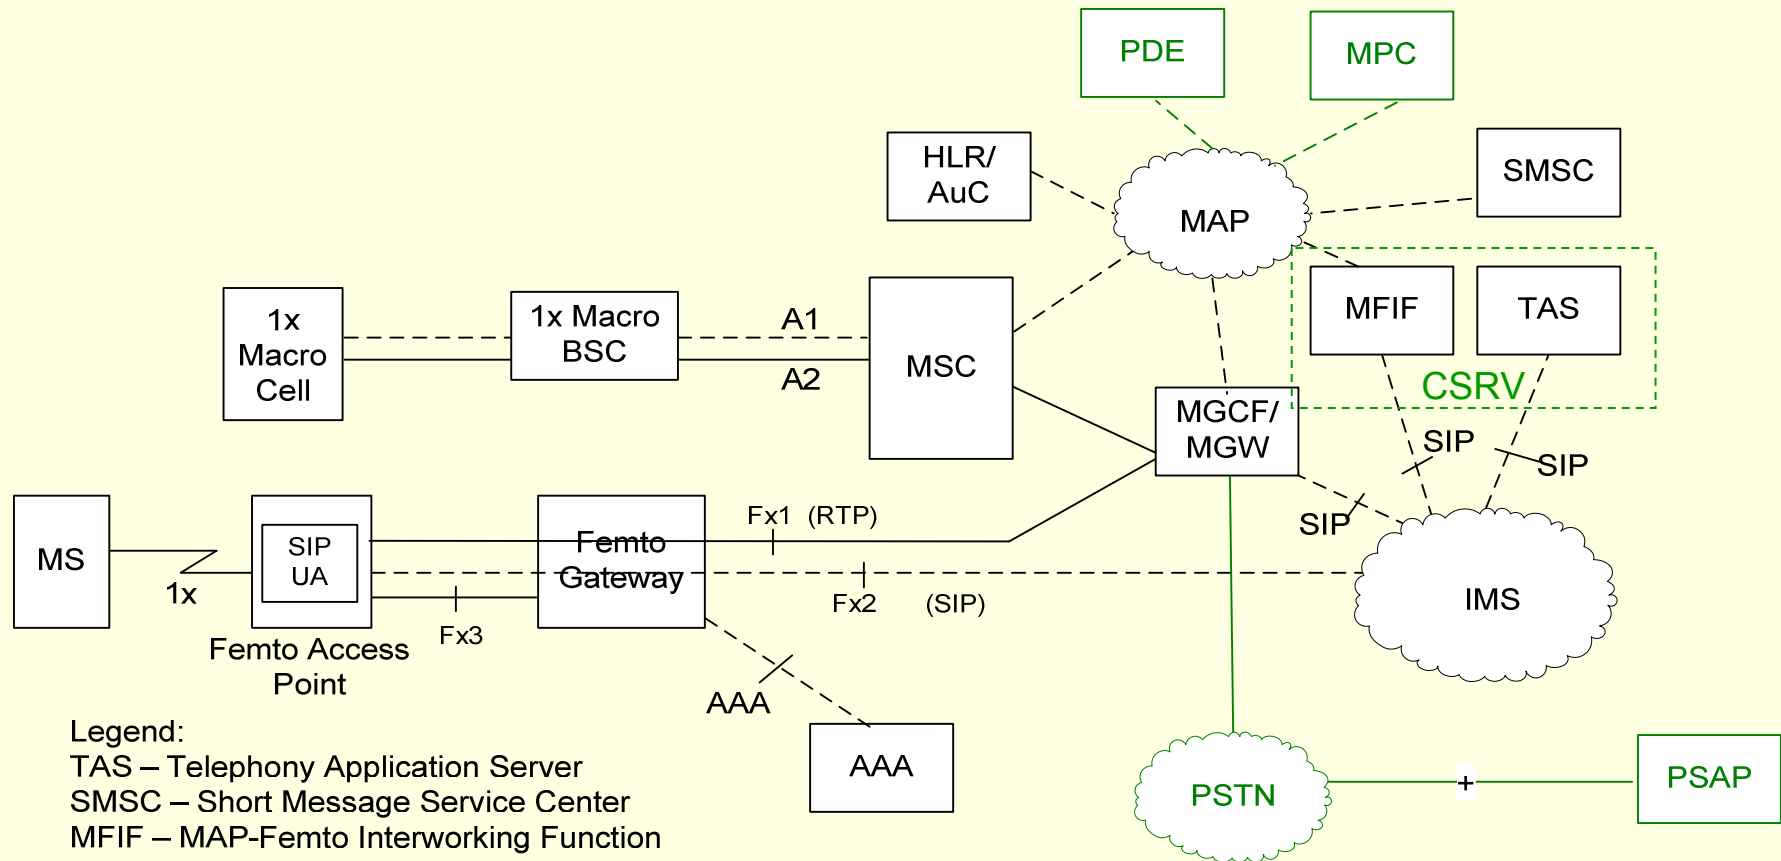 PDE
MPC
HLR/
AuC
MAP
SMSC
MFIF
TAS
CSRV
1x
Macro
Cell
1x Macro
BSC
A1
A2
MSC
MGCF/
MGW
SIP
SIP
SIP
MS
1x
SIP
UA
Femto Access
Point
Fx3
Femto
Gateway
Fx1 (RTP)
Fx2 (SIP)
IMS
AAA
AAA
PSTN
+
PSAP
Legend:
TAS – Telephony Application Server
SMSC – Short Message Service Center
MFIF – MAP-Femto Interworking Function